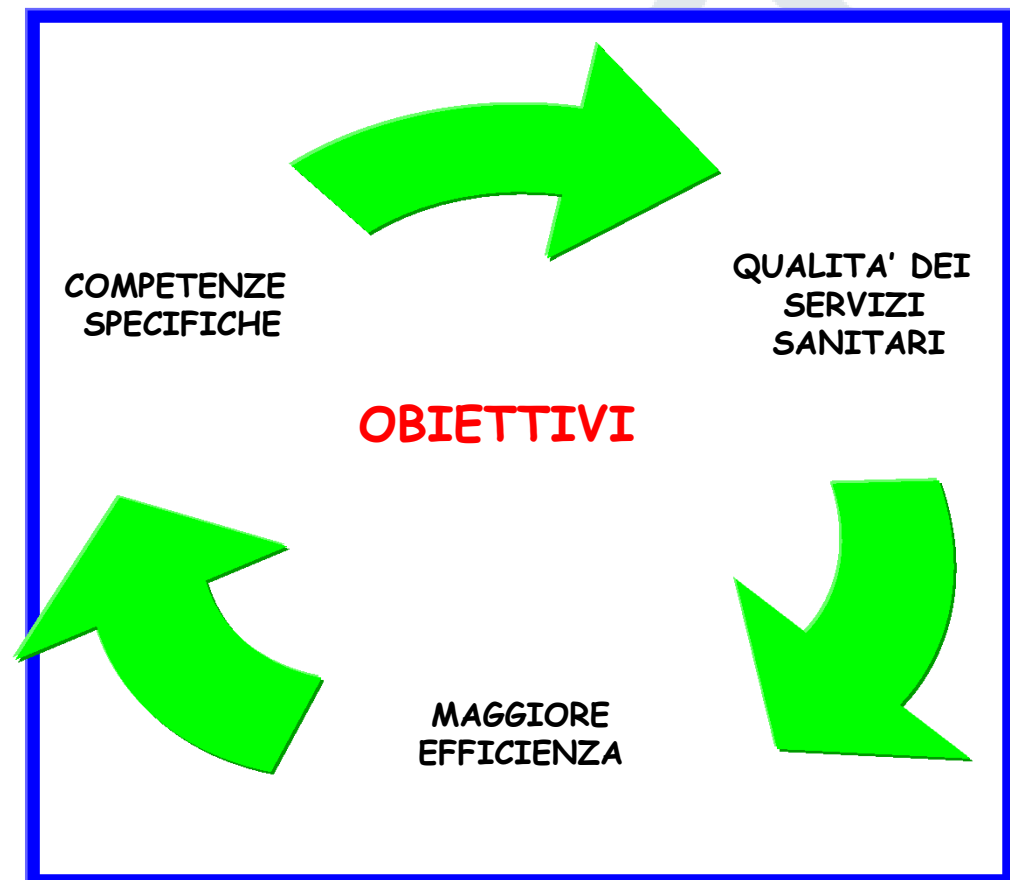 COMPETENZE
SPECIFICHE
QUALITA' DEI
SERVIZI
SANITARI
OBIETTIVI
MAGGIORE
EFFICIENZA